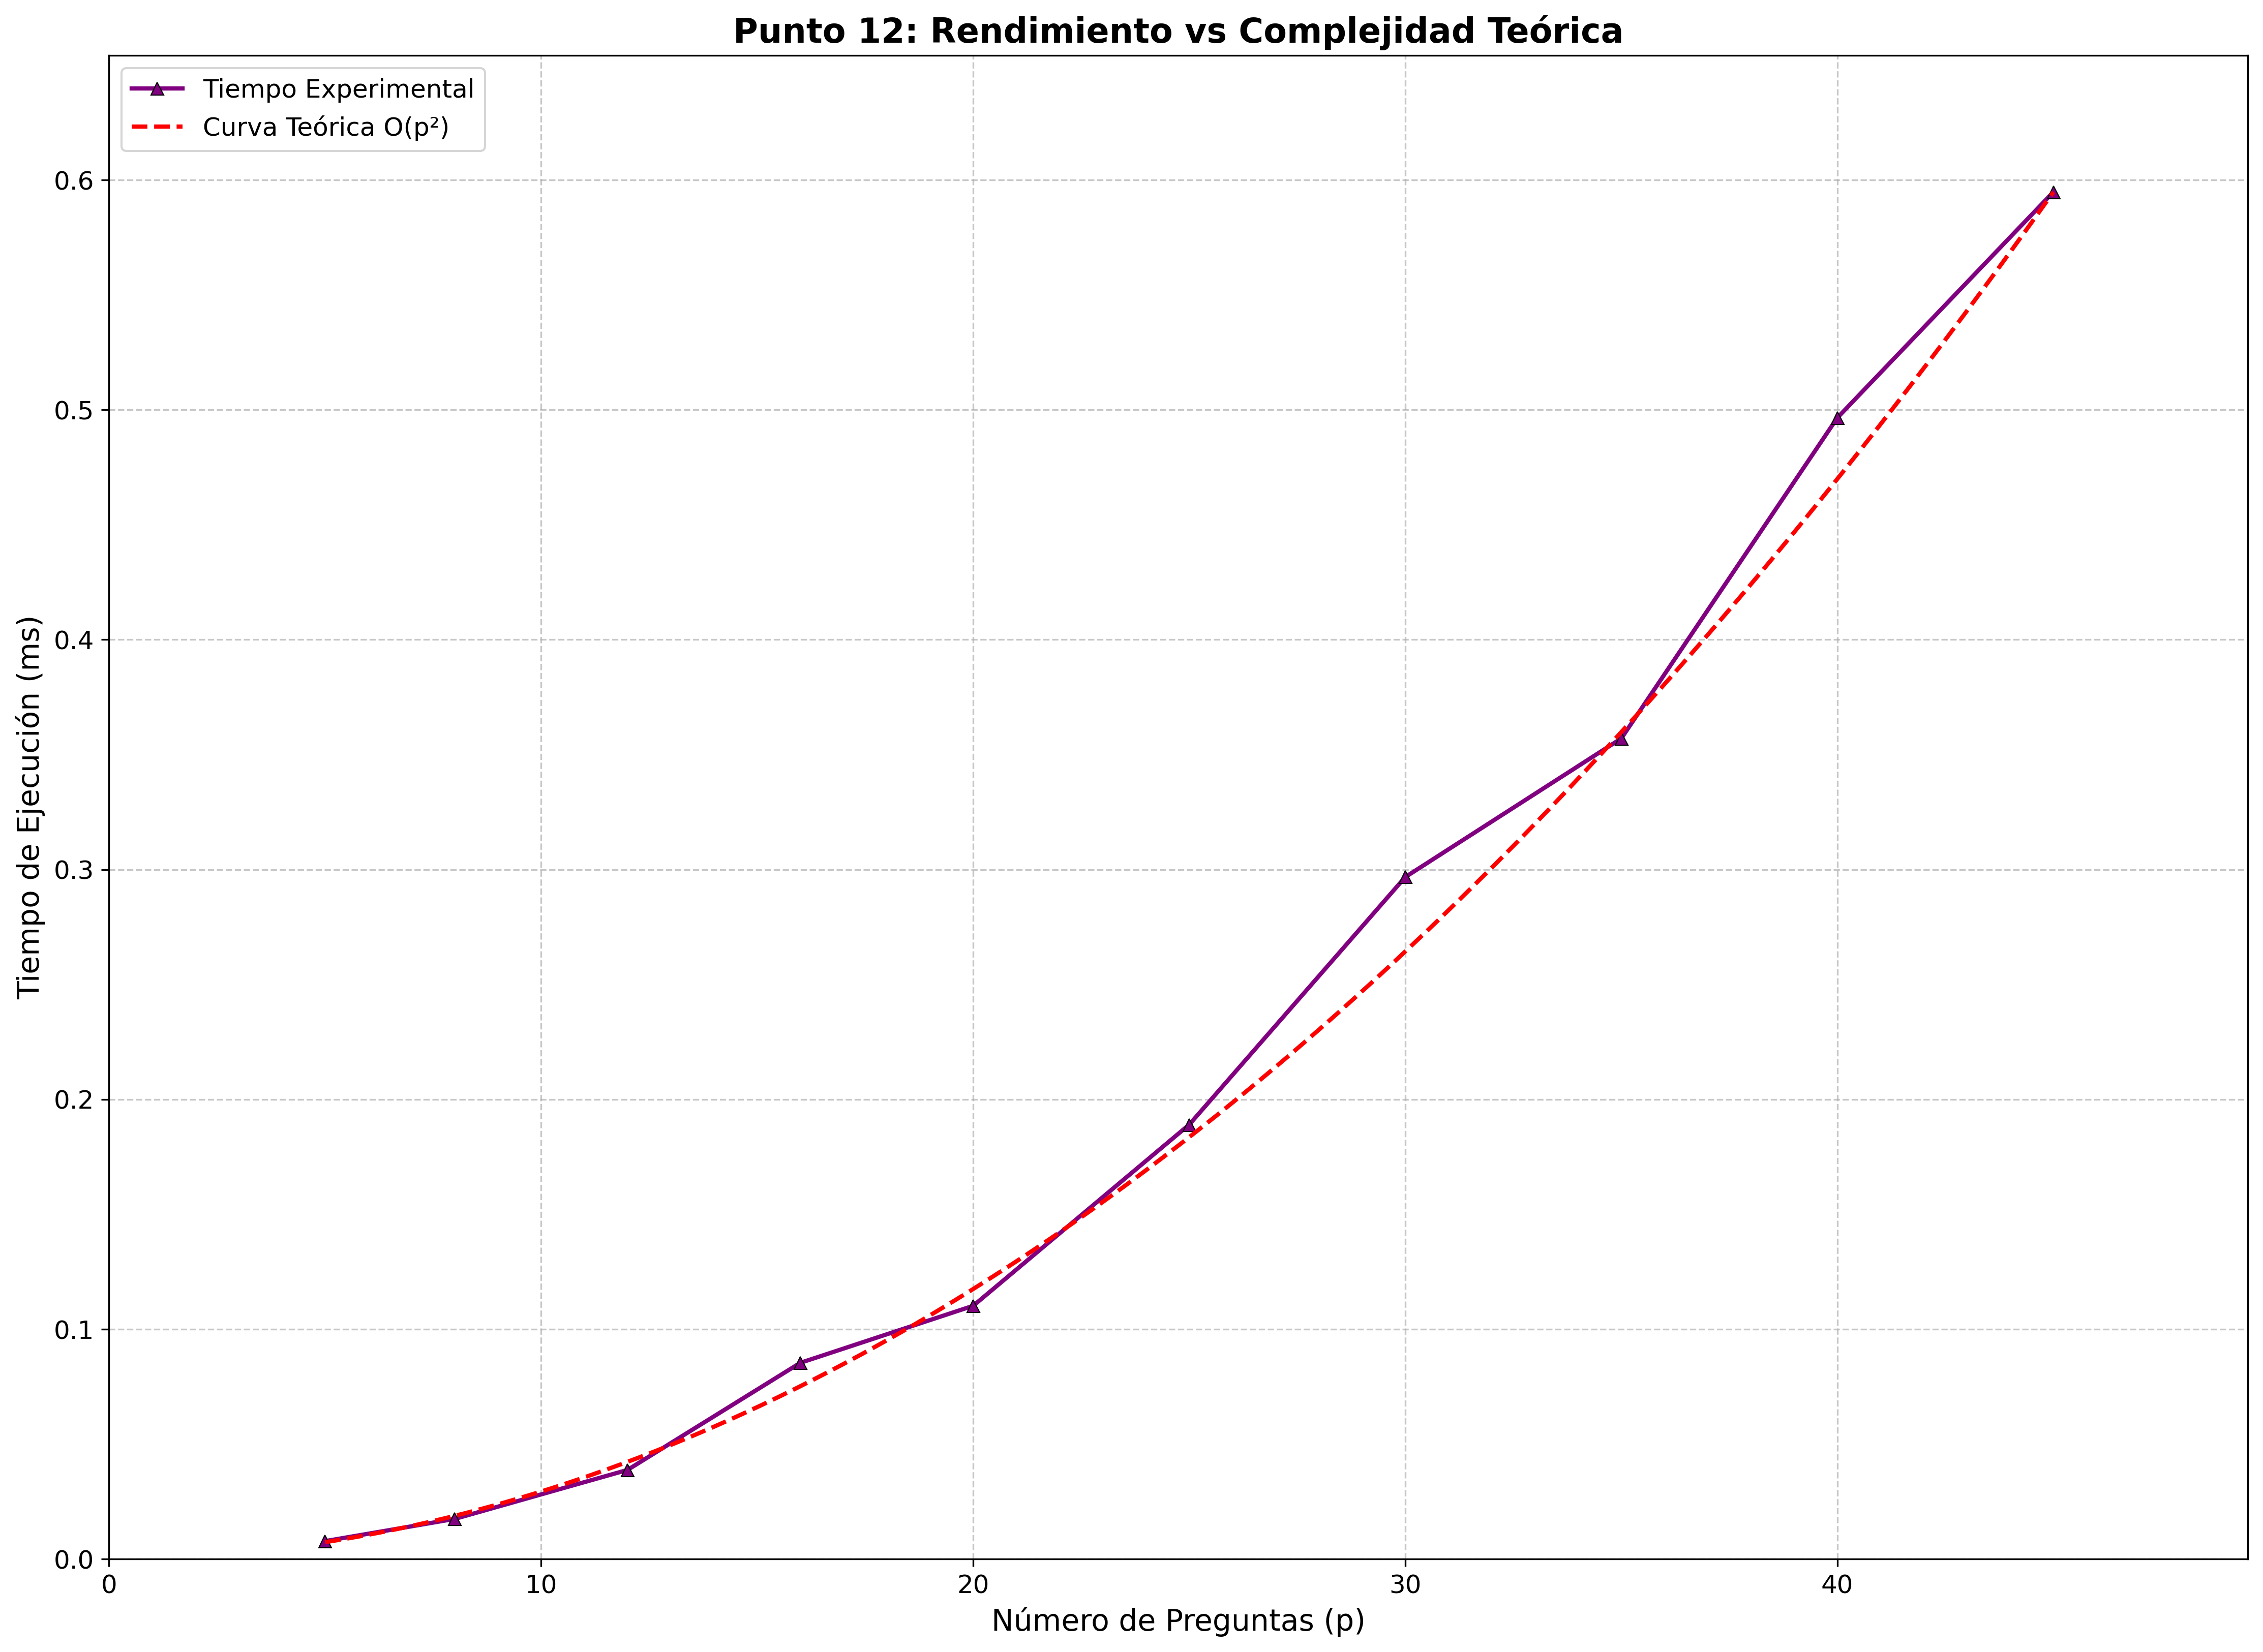 Punto 12: Rendimiento vs Complejidad Teórica
Tiempo Experimental
Curva Teórica O(p²)
Tiempo de Ejecución (ms)
0.6
0.5
0.4
0.3
0.2
0.1
0.0
0
10
20
30
40
Número de Preguntas (p)